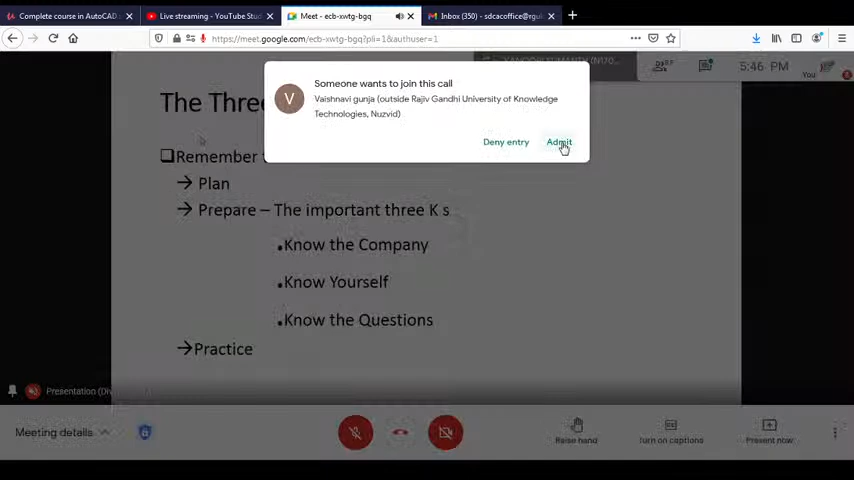 Complete course in AutoCAD
Live streaming - YouTube Stud
Meet - ecb-xwtg-bgq
Inbox (350) - sdcacoffice@rgui
https://meet.google.com/ecb-xwtg-bgq?pli=1&authuser=1
Someone wants to join this call
V
Vaishnavi gunja (outside Rajiv Gandhi University of Knowledge
Technologies, Nuzvid)
Deny entry
Admit
5:46 PM
You
The Three
Remember
→ Plan
→ Prepare – The important three K s
Know the Company
Know Yourself
Know the Questions
→Practice
Presentation (Div
Meeting details
Raise hand
Turn on captions
Present now